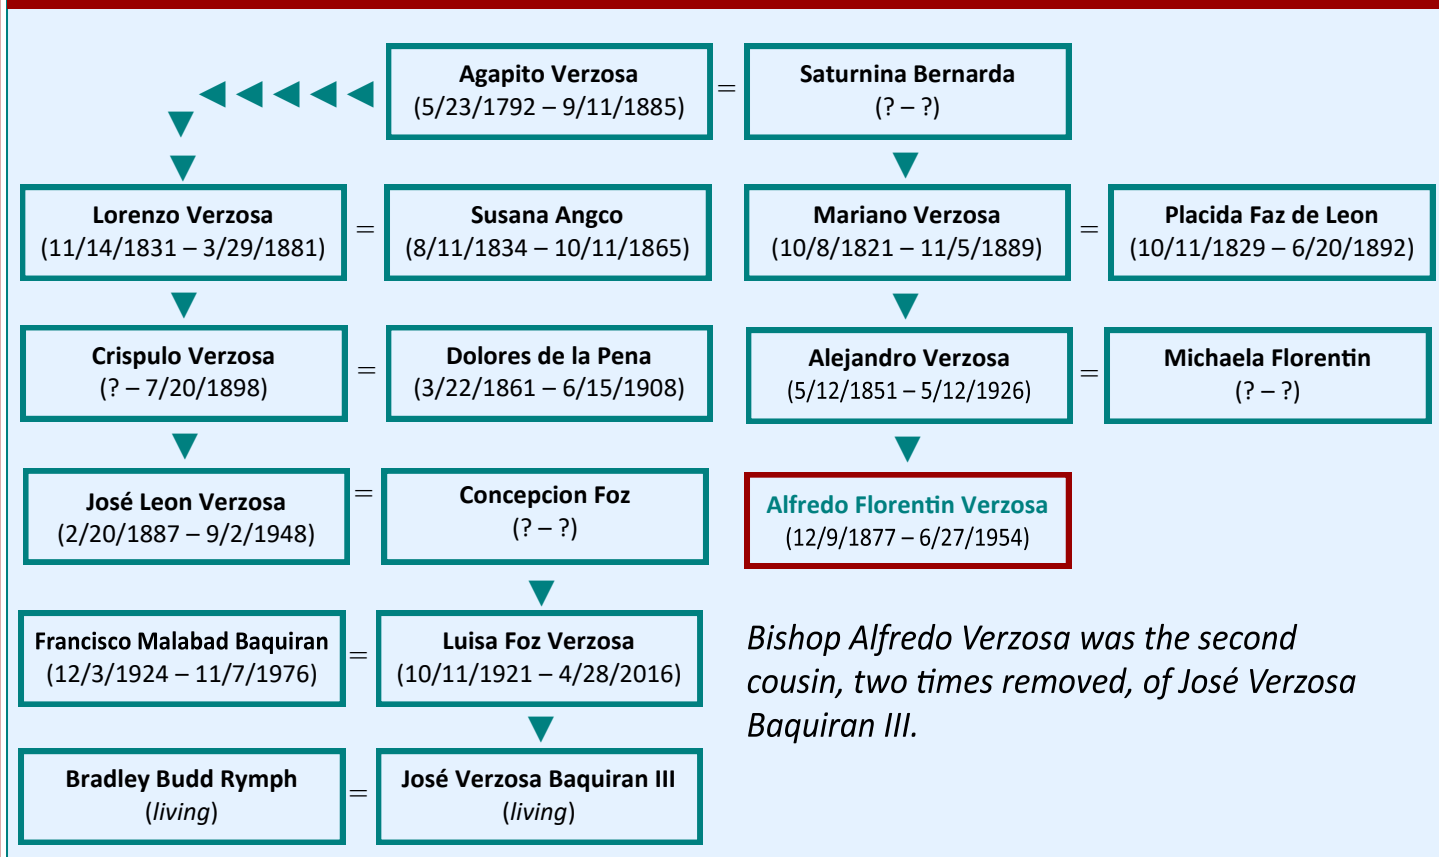 Agapito Verzosa
(5/23/1792 – 9/11/1885)
=
Saturnina Bernarda
(? – ?)
Lorenzo Verzosa
(11/14/1831 – 3/29/1881)
=
Susana Angco
(8/11/1834 – 10/11/1865)
Mariano Verzosa
(10/8/1821 – 11/5/1889)
=
Placida Faz de Leon
(10/11/1829 – 6/20/1892)
Crispulo Verzosa
(? – 7/20/1898)
=
Dolores de la Pena
(3/22/1861 – 6/15/1908)
Alejandro Verzosa
(5/12/1851 – 5/12/1926)
=
Michaela Florentin
(? – ?)
José Leon Verzosa
(2/20/1887 – 9/2/1948)
=
Concepcion Foz
(? – ?)
Alfredo Florentin Verzosa
(12/9/1877 – 6/27/1954)
Francisco Malabad Baquiran
(12/3/1924 – 11/7/1976)
=
Luisa Foz Verzosa
(10/11/1921 – 4/28/2016)
Bishop Alfredo Verzosa was the second
cousin, two times removed, of José Verzosa
Baquiran III.
Bradley Budd Rymph
(living)
=
José Verzosa Baquiran III
(living)